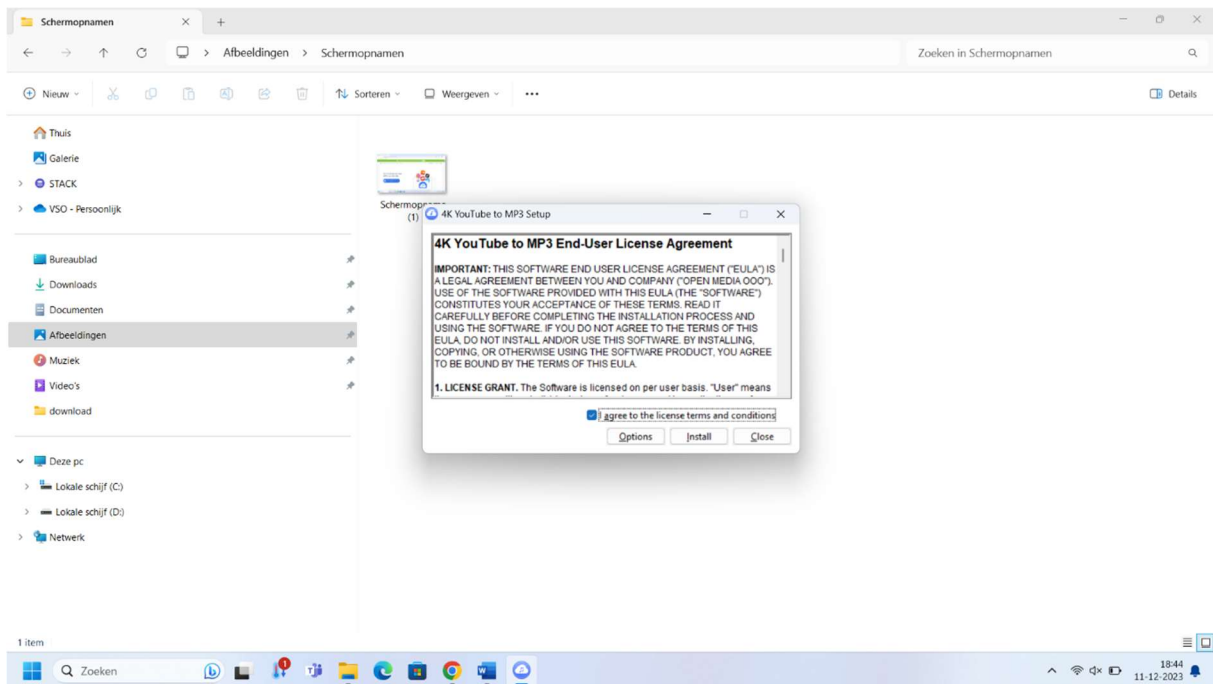 Schermopnamen
Afbeeldingen > Schermopnamen
Zoeken in Schermopnamen
Nieuw
Sorteren
Weergeven
Details
Thuis
Galerie
STACK
VSO - Persoonlijk
Bureaublad
Downloads
Documenten
Afbeeldingen
Muziek
Video's
download
Deze pc
Lokale schijf (C:)
Lokale schijf (D:)
Netwerk
(1)
4K YouTube to MP3 Setup
4K YouTube to MP3 End-User License Agreement
IMPORTANT: THIS SOFTWARE END USER LICENSE AGREEMENT ("EULA") IS
A LEGAL AGREEMENT BETWEEN YOU AND COMPANY ("OPEN MEDIA OOO").
USE OF THE SOFTWARE PROVIDED WITH THIS EULA (THE "SOFTWARE")
CONSTITUTES YOUR ACCEPTANCE OF THESE TERMS. READ IT
CAREFULLY BEFORE COMPLETING THE INSTALLATION PROCESS AND
USING THE SOFTWARE. IF YOU DO NOT AGREE TO THE TERMS OF THIS
EULA, DO NOT INSTALL AND/OR USE THIS SOFTWARE. BY INSTALLING,
COPYING, OR OTHERWISE USING THE SOFTWARE PRODUCT, YOU AGREE
TO BE BOUND BY THE TERMS OF THIS EULA.
1. LICENSE GRANT. The Software is licensed on per user basis. "User" means
I agree to the license terms and conditions
Options
Install
Close
1 item
Zoeken
18:44
11-12-2023